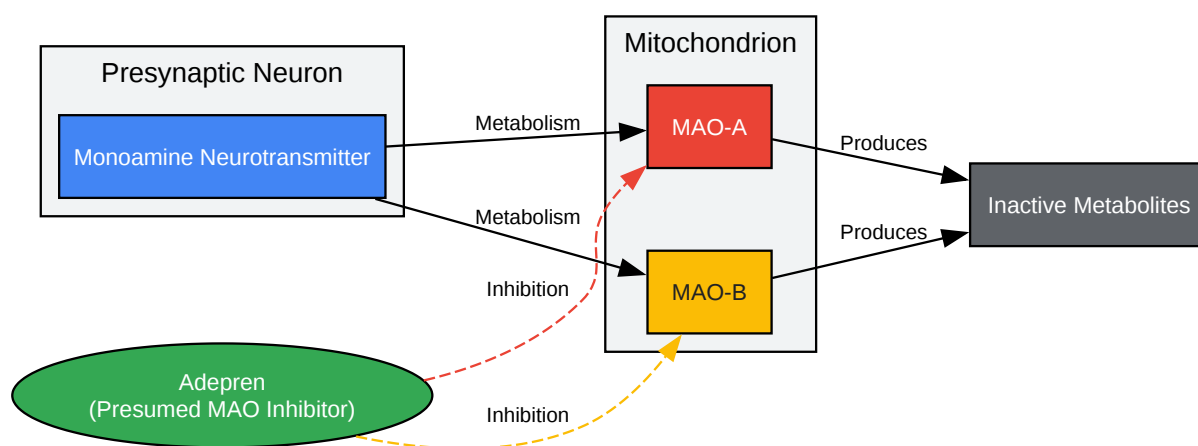 Presynaptic Neuron
Monoamine Neurotransmitter
Metabolism
Metabolism
Mitochondrion
MAO-A
MAO-B
Produces
Produces
Inactive Metabolites
Inhibition
Adepren
(Presumed MAO Inhibitor)
Inhibition